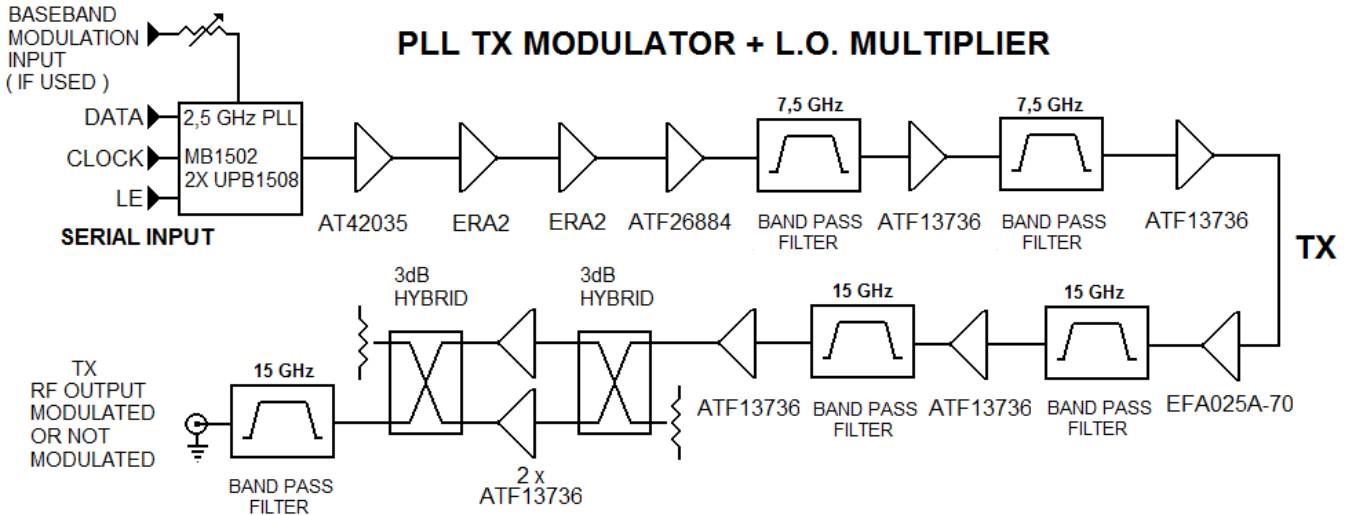 BASEBAND
MODULATION
INPUT
( IF USED )
PLL TX MODULATOR + L.O. MULTIPLIER
DATA
CLOCK
LE
SERIAL INPUT
2,5 GHz PLL
MB1502
2X UPB1508
AT42035
ERA2
ERA2
ATF26884
7,5 GHz
BAND PASS
FILTER
ATF13736
7,5 GHz
BAND PASS
FILTER
ATF13736
TX
3dB
HYBRID
3dB
HYBRID
15 GHz
15 GHz
TX
RF OUTPUT
MODULATED
OR NOT
MODULATED
15 GHz
BAND PASS
FILTER
2 x
ATF13736
ATF13736
BAND PASS
FILTER
ATF13736
BAND PASS
FILTER
EFA025A-70